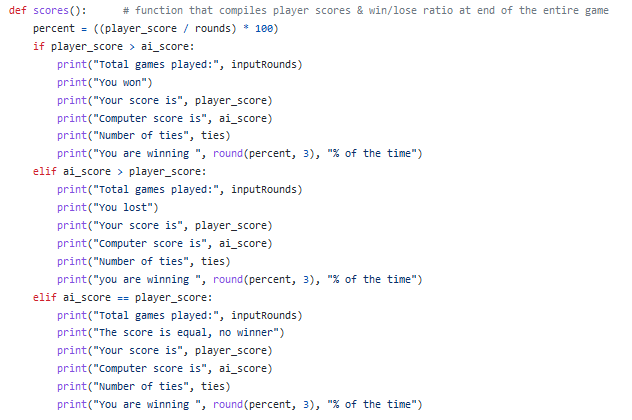 def scores():      # function that compiles player scores & win/lose ratio at end of the entire game
    percent = ((player_score / rounds) * 100)
    if player_score > ai_score:
        print("Total games played:", inputRounds)
        print("You won")
        print("Your score is", player_score)
        print("Computer score is", ai_score)
        print("Number of ties", ties)
        print("You are winning ", round(percent, 3), "% of the time")
    elif ai_score > player_score:
        print("Total games played:", inputRounds)
        print("You lost")
        print("Your score is", player_score)
        print("Computer score is", ai_score)
        print("Number of ties", ties)
        print("you are winning ", round(percent, 3), "% of the time")
    elif ai_score == player_score:
        print("Total games played:", inputRounds)
        print("The score is equal, no winner")
        print("Your score is", player_score)
        print("Computer score is", ai_score)
        print("Number of ties", ties)
        print("You are winning ", round(percent, 3), "% of the time")